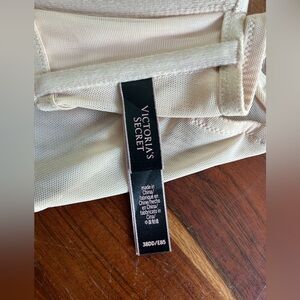 VICTORIA'S
SECRET
made in
China/
fabriqué en
Chine/hecho
en China/
fabbricato in
Cina/
中国制造
38DD/E85